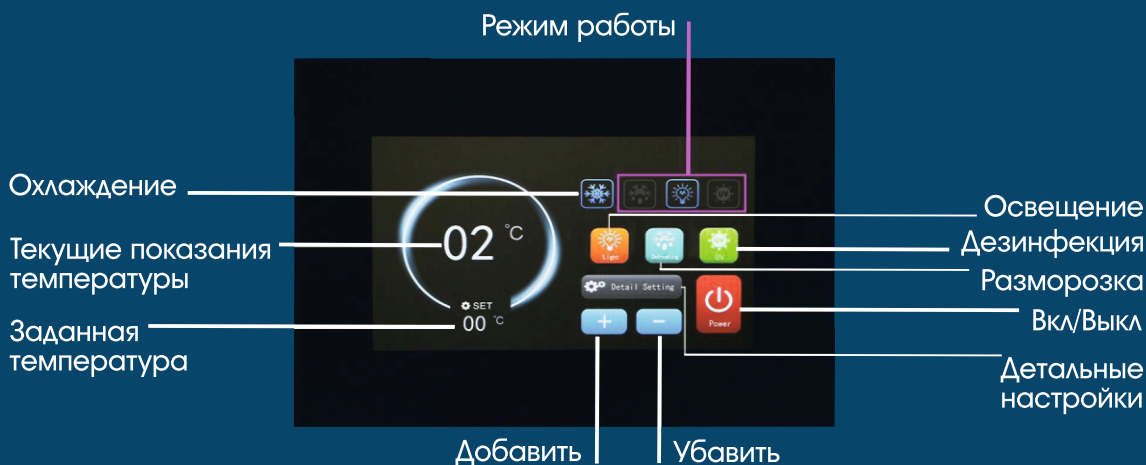 Режим работы
Охлаждение
Текущие показания
температуры
Заданная
температура
02 °C
SET
00 °C
Light
Defrosting
UV
Detail Setting
+
−
Power
Освещение
Дезинфекция
Разморозка
Вкл/Выкл
Детальные
настройки
Добавить
Убавить